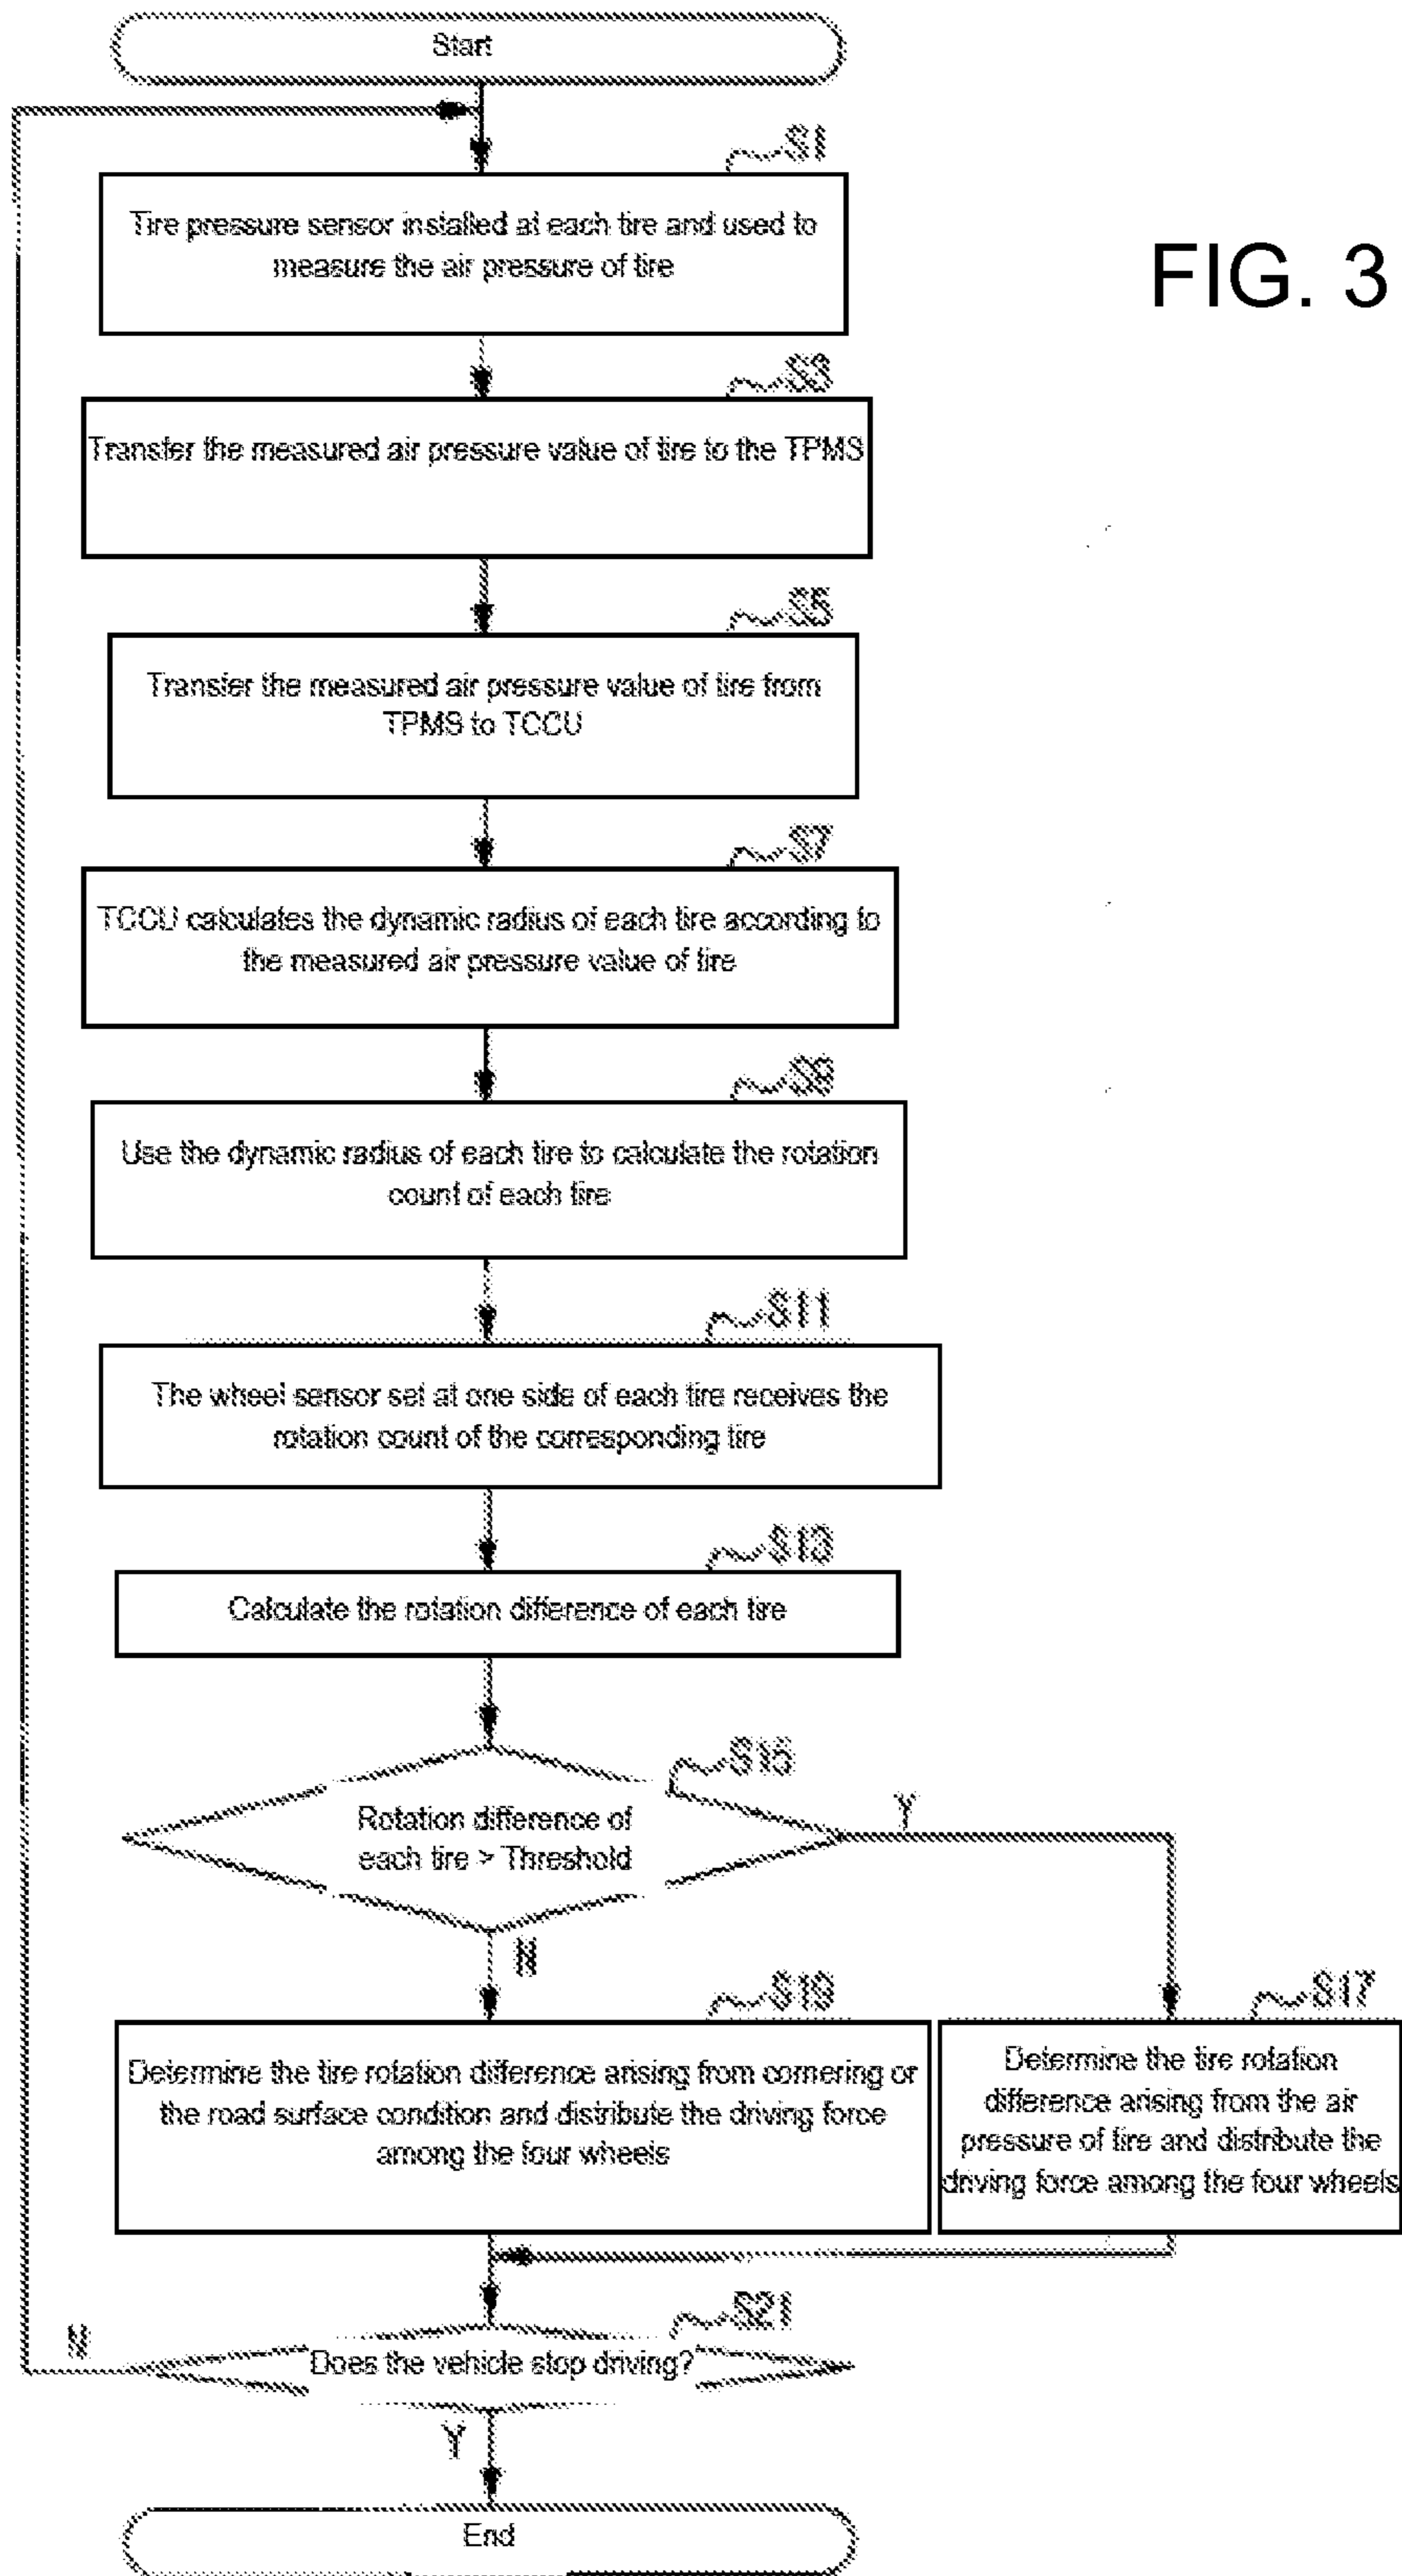 Start
S1
Tire pressure sensor installed at each tire and used to
measure the air pressure of tire
FIG. 3
S3
Transfer the measured air pressure value of tire to the TPMS
S5
Transfer the measured air pressure value of tire from
TPMS to TCCU
S7
TCCU calculates the dynamic radius of each tire according to
the measured air pressure value of tire
S9
Use the dynamic radius of each tire to calculate the rotation
count of each tire
S11
The wheel sensor set at one side of each tire receives the
rotation count of the corresponding tire
S13
Calculate the rotation difference of each tire
S15
Rotation difference of
each tire > Threshold
Y
N
S19
Determine the tire rotation difference arising from cornering or
the road surface condition and distribute the driving force
among the four wheels
S17
Determine the tire rotation
difference arising from the air
pressure of tire and distribute the
driving force among the four wheels
S21
N
Does the vehicle stop driving?
Y
End